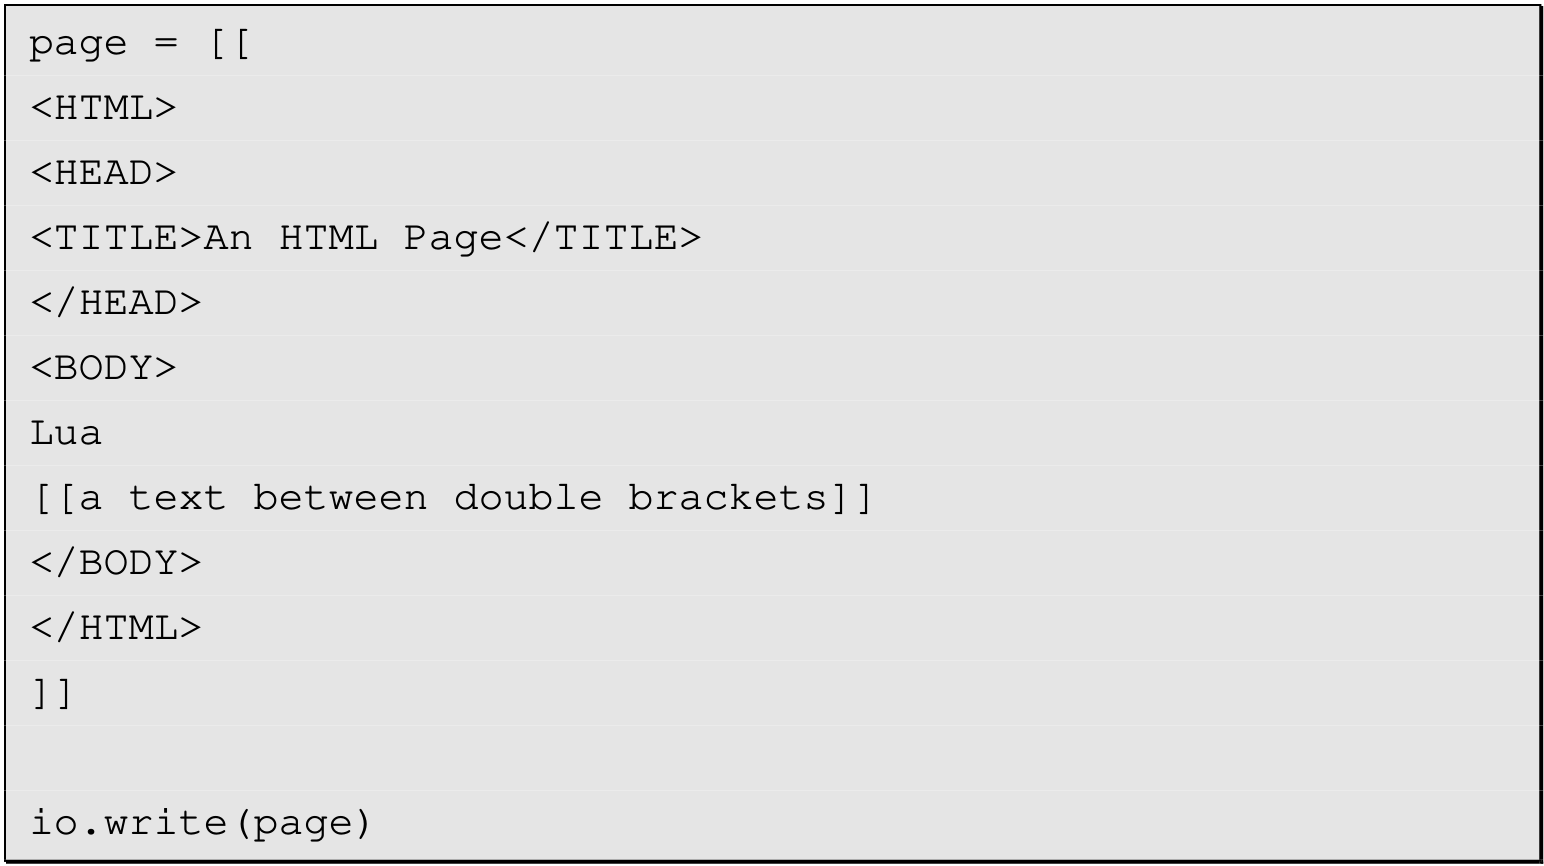 page = [[
<HTML>
<HEAD>
<TITLE>An HTML Page</TITLE>
</HEAD>
<BODY>
Lua
[[a text between double brackets]]
</BODY>
</HTML>
]]

io.write(page)